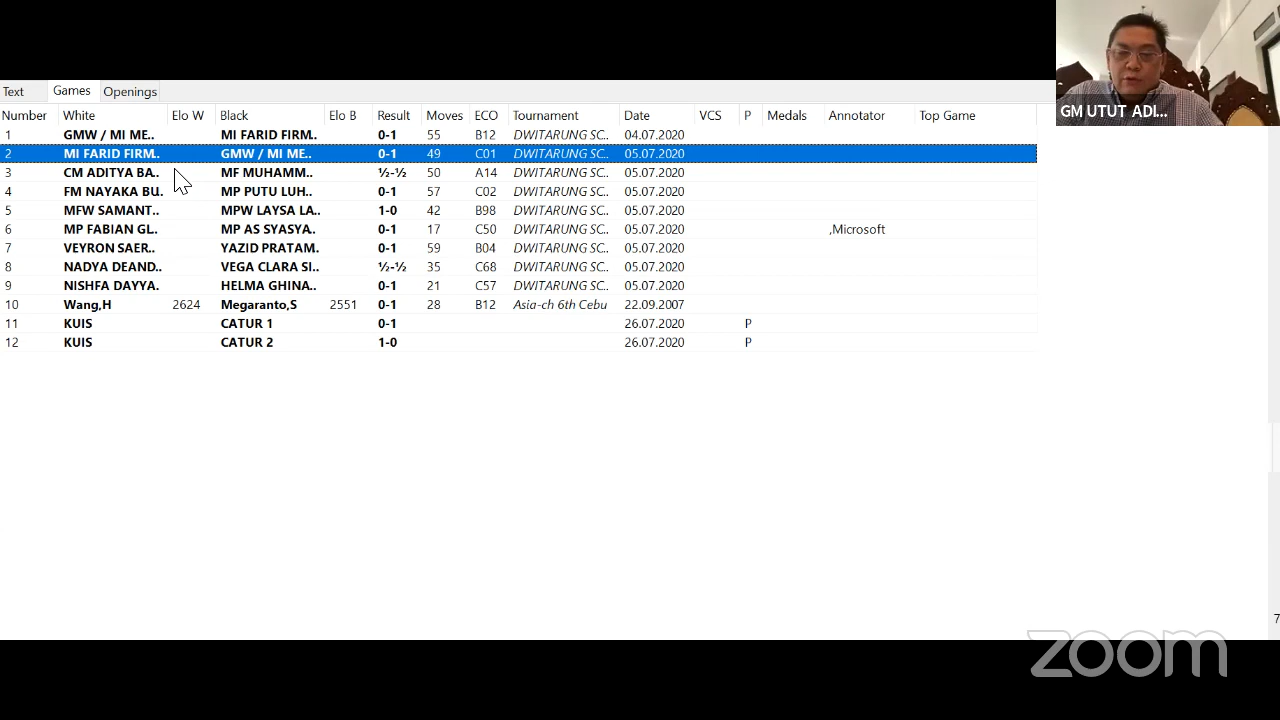 GM UTUT ADI...
Text Games Openings
Number White Elo W Black Elo B Result Moves ECO Tournament Date VCS P Medals Annotator Top Game
1 GMW / MI ME.. MI FARID FIRM.. 0-1 55 B12 DWITARUNG SC.. 04.07.2020
2 MI FARID FIRM.. GMW / MI ME.. 0-1 49 C01 DWITARUNG SC.. 05.07.2020
3 CM ADITYA BA.. MF MUHAMM.. ½-½ 50 A14 DWITARUNG SC.. 05.07.2020
4 FM NAYAKA BU. MP PUTU LUH.. 0-1 57 C02 DWITARUNG SC.. 05.07.2020
5 MFW SAMANT.. MPW LAYSA LA.. 1-0 42 B98 DWITARUNG SC.. 05.07.2020
6 MP FABIAN GL.. MP AS SYASYA.. 0-1 17 C50 DWITARUNG SC.. 05.07.2020 ,Microsoft
7 VEYRON SAER.. YAZID PRATAM. 0-1 59 B04 DWITARUNG SC.. 05.07.2020
8 NADYA DEAND.. VEGA CLARA SI.. ½-½ 35 C68 DWITARUNG SC.. 05.07.2020
9 NISHFA DAYYA. HELMA GHINA.. 0-1 21 C57 DWITARUNG SC.. 05.07.2020
10 Wang,H 2624 Megaranto,S 2551 0-1 28 B12 Asia-ch 6th Cebu 22.09.2007
11 KUIS CATUR 1 0-1 26.07.2020 P
12 KUIS CATUR 2 1-0 26.07.2020 P
7
zoom